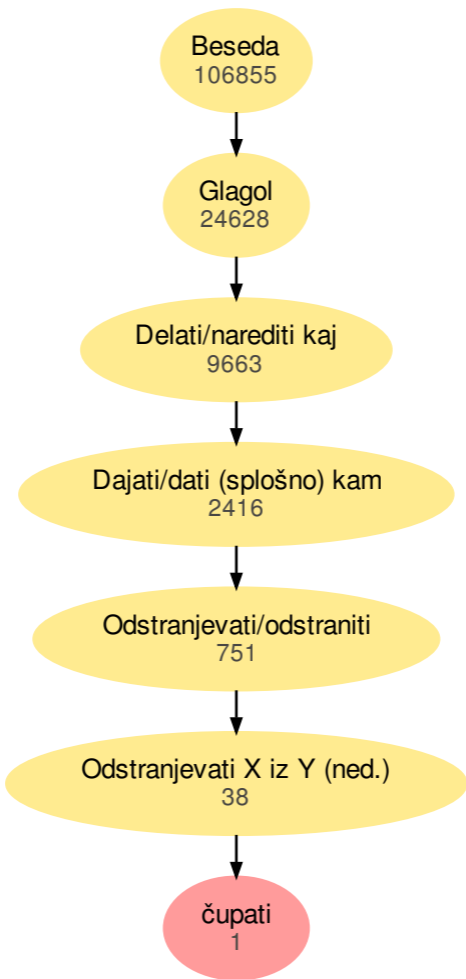 Beseda
106855
Glagol
24628
Delati/narediti kaj
9663
Dajati/dati (splošno) kam
2416
Odstranjevati/odstraniti
751
Odstranjevati X iz Y (ned.)
38
čupati
1